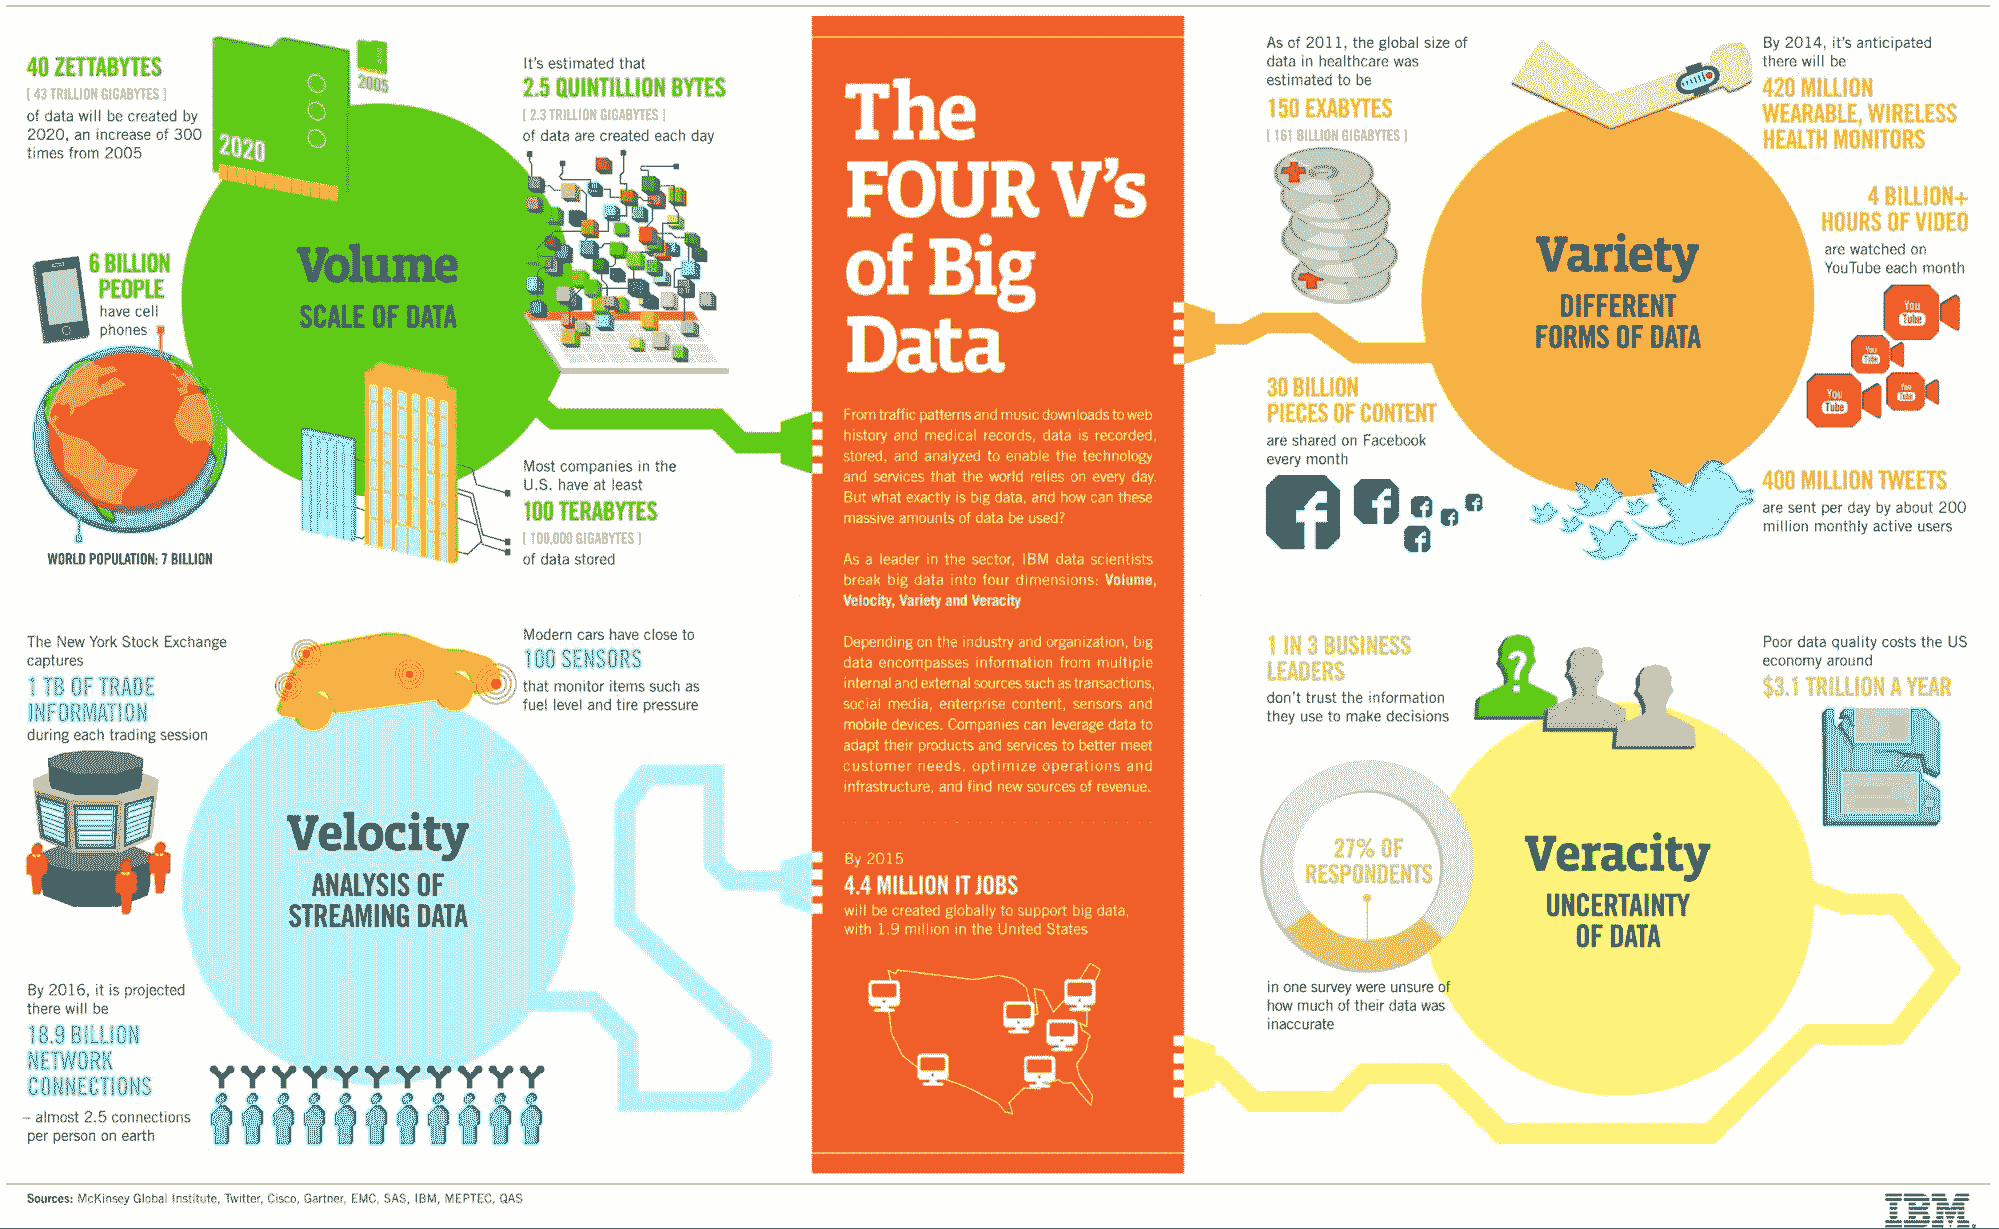 40 ZETTABYTES
[ 43 TRILLION GIGABYTES ]
of data will be created by
2020, an increase of 300
times from 2005
2020
2005
It's estimated that
2.5 QUINTILLION BYTES
[ 2.3 TRILLION GIGABYTES ]
of data are created each day
6 BILLION
PEOPLE
have cell
phones
WORLD POPULATION: 7 BILLION
Volume
SCALE OF DATA
Most companies in the
U.S. have at least
100 TERABYTES
[ 100,000 GIGABYTES ]
of data stored
The New York Stock Exchange
captures
1 TB OF TRADE
INFORMATION
during each trading session
Modern cars have close to
100 SENSORS
that monitor items such as
fuel level and tire pressure
Velocity
ANALYSIS OF
STREAMING DATA
By 2016, it is projected
there will be
18.9 BILLION
NETWORK
CONNECTIONS
– almost 2.5 connections
per person on earth
The
FOUR V's
of Big
Data
From traffic patterns and music downloads to web
history and medical records, data is recorded,
stored, and analyzed to enable the technology
and services that the world relies on every day.
But what exactly is big data, and how can these
massive amounts of data be used?
As a leader in the sector, IBM data scientists
break big data into four dimensions: Volume,
Velocity, Variety and Veracity
Depending on the industry and organization, big
data encompasses information from multiple
internal and external sources such as transactions,
social media, enterprise content, sensors and
mobile devices. Companies can leverage data to
adapt their products and services to better meet
customer needs, optimize operations and
infrastructure, and find new sources of revenue.
By 2015
4.4 MILLION IT JOBS
will be created globally to support big data,
with 1.9 million in the United States
As of 2011, the global size of
data in healthcare was
estimated to be
150 EXABYTES
[ 161 BILLION GIGABYTES ]
By 2014, it's anticipated
there will be
420 MILLION
WEARABLE, WIRELESS
HEALTH MONITORS
4 BILLION+
HOURS OF VIDEO
are watched on
YouTube each month
You
Tube
You
Tube
You
Tube
You
Tube
Variety
DIFFERENT
FORMS OF DATA
30 BILLION
PIECES OF CONTENT
are shared on Facebook
every month
f
f
f
f
f
f
400 MILLION TWEETS
are sent per day by about 200
million monthly active users
1 IN 3 BUSINESS
LEADERS
don't trust the information
they use to make decisions
?
Poor data quality costs the US
economy around
$3.1 TRILLION A YEAR
27% OF
RESPONDENTS
in one survey were unsure of
how much of their data was
inaccurate
Veracity
UNCERTAINTY
OF DATA
Sources: McKinsey Global Institute, Twitter, Cisco, Gartner, EMC, SAS, IBM, MEPTEC, QAS
IBM